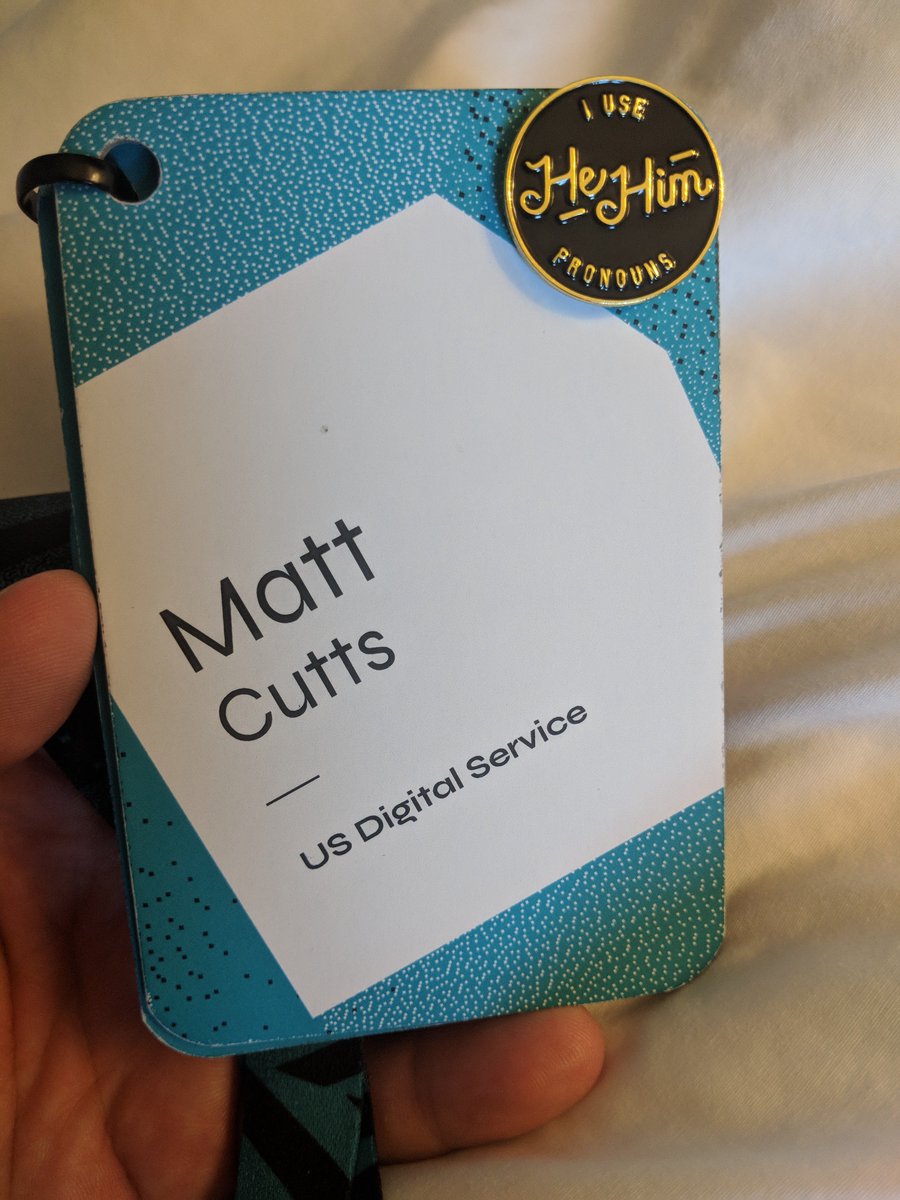 I USE
He Him
PRONOUNS
Matt
Cutts
US Digital Service